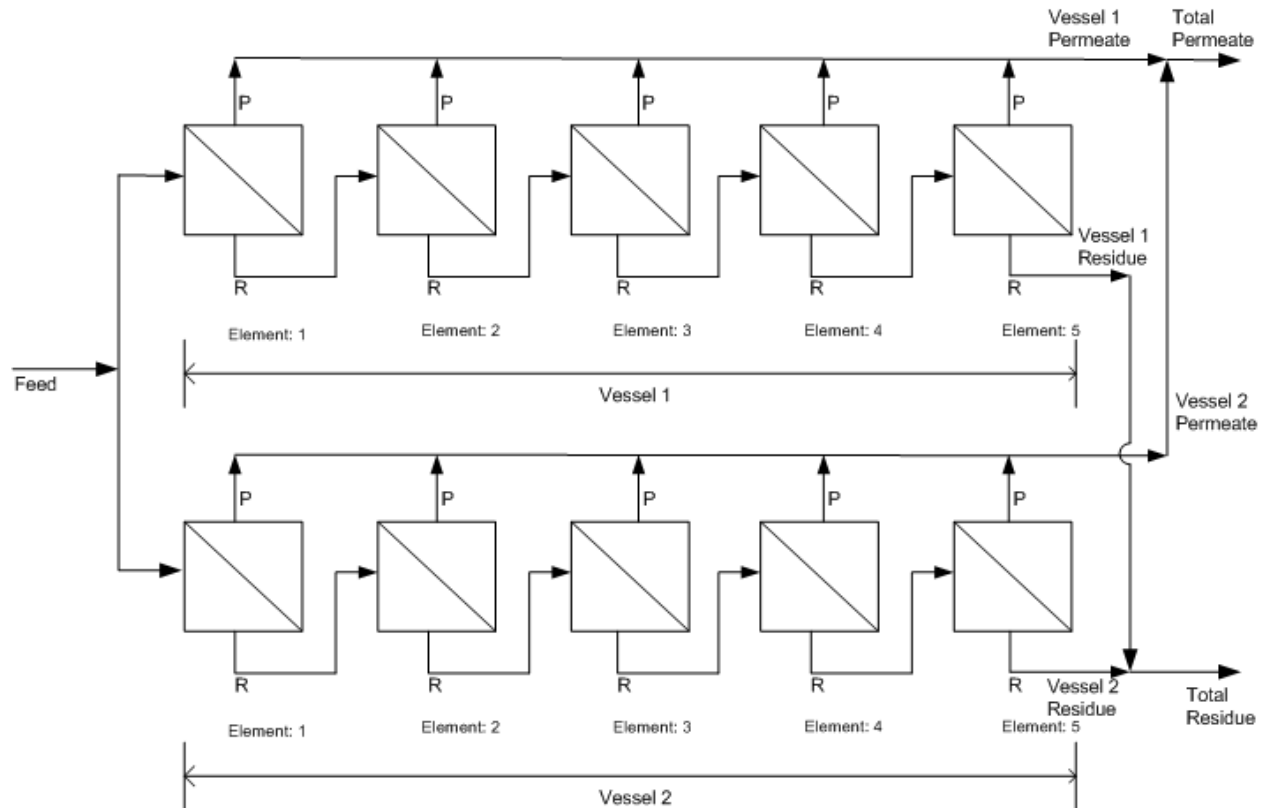 Vessel 1
Permeate
Total
Permeate
P
P
P
P
P
Vessel 1
Residue
R
R
R
R
R
Element: 1
Element: 2
Element: 3
Element: 4
Element: 5
Feed
Vessel 1
Vessel 2
Permeate
P
P
P
P
P
R
R
R
R
R
Vessel 2
Residue
Total
Residue
Element: 1
Element: 2
Element: 3
Element: 4
Element: 5
Vessel 2